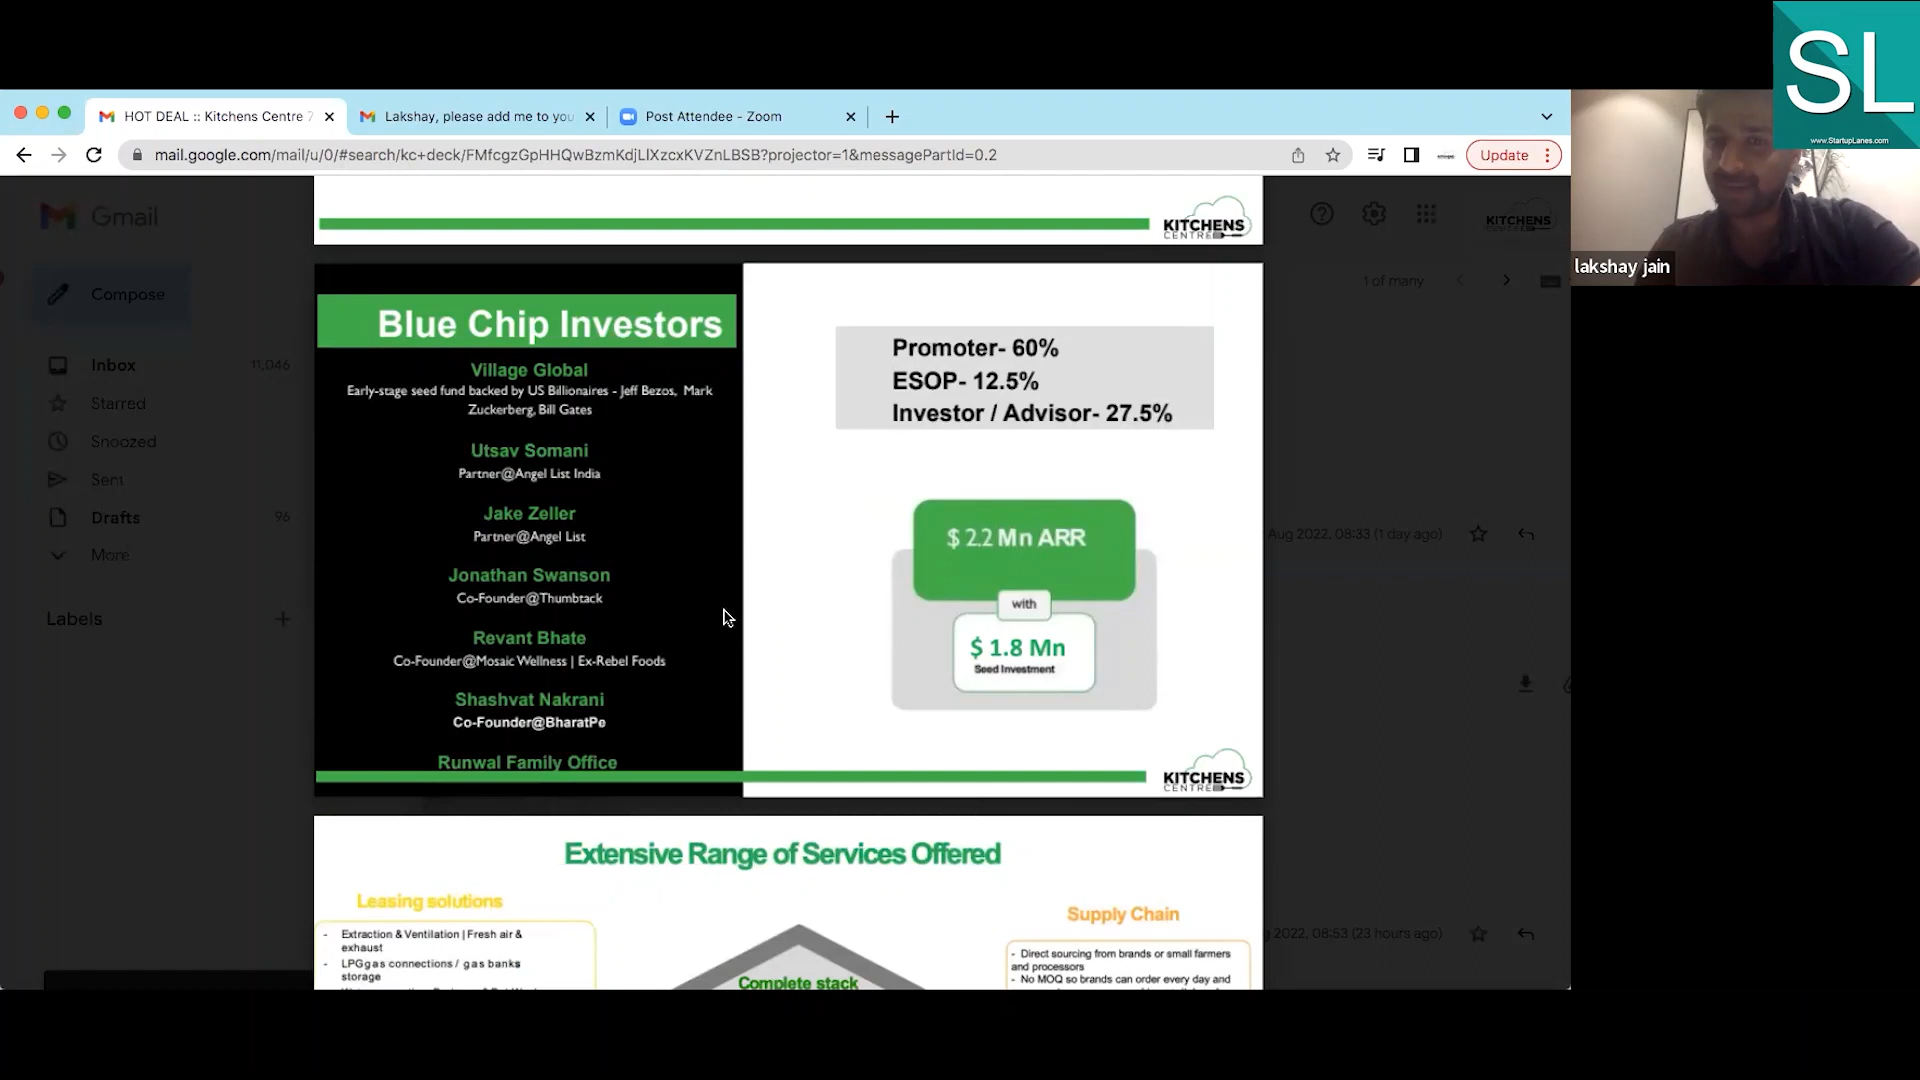 SL
www.StartupLanes.com
HOT DEAL :: Kitchens Centre 7
Lakshay, please add me to you
Post Attendee - Zoom
mail.google.com/mail/u/0/#search/kc+deck/FMfcgzGpHHQwBzmKdjLlXzcxKVZnLBSB?projector=1&messagePartId=0.2
Update
lakshay jain
Gmail
Compose
Inbox 11,046
Starred
Snoozed
Sent
Drafts 96
More
Labels
1 of many
KITCHENS
KITCHENS
CENTRE
Blue Chip Investors
Village Global
Early-stage seed fund backed by US Billionaires - Jeff Bezos, Mark
Zuckerberg, Bill Gates
Utsav Somani
Partner@Angel List India
Jake Zeller
Partner@Angel List
Jonathan Swanson
Co-Founder@Thumbtack
Revant Bhate
Co-Founder@Mosaic Wellness | Ex-Rebel Foods
Shashvat Nakrani
Co-Founder@BharatPe
Runwal Family Office
Promoter- 60%
ESOP- 12.5%
Investor / Advisor- 27.5%
$ 2.2 Mn ARR
with
$ 1.8 Mn
Seed Investment
KITCHENS
CENTRE
Aug 2022, 08:33 (1 day ago)
2022, 08:53 (23 hours ago)
Extensive Range of Services Offered
Leasing solutions
- Extraction & Ventilation | Fresh air &
exhaust
- LPG gas connections / gas banks
storage
Complete stack
Supply Chain
- Direct sourcing from brands or small farmers
and processors
- No MOQ so brands can order every day and